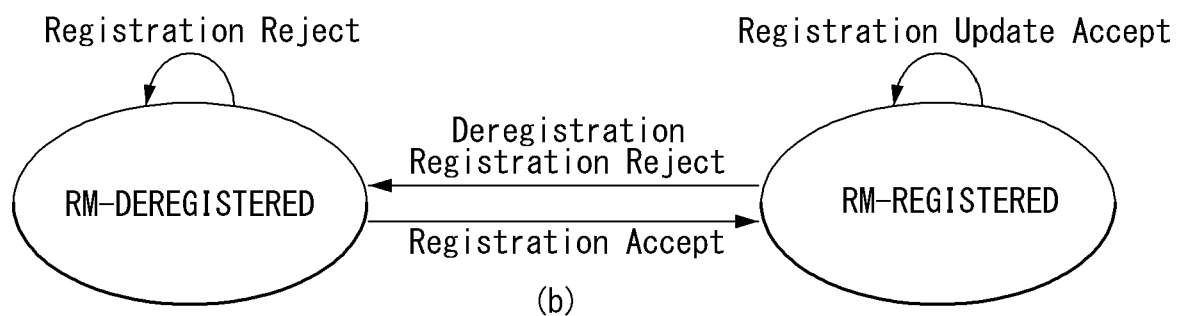 Registration Reject
Registration Update Accept
Deregistration
Registration Reject
RM-DEREGISTERED
RM-REGISTERED
Registration Accept
(b)